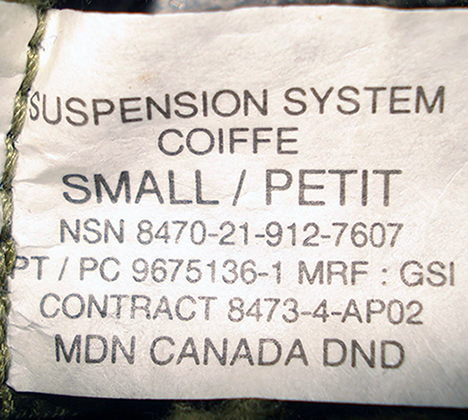 SUSPENSION SYSTEM
COIFFE
SMALL / PETIT
NSN 8470-21-912-7607
PT / PC 9675136-1 MRF : GSI
CONTRACT 8473-4-AP02
MDN CANADA DND